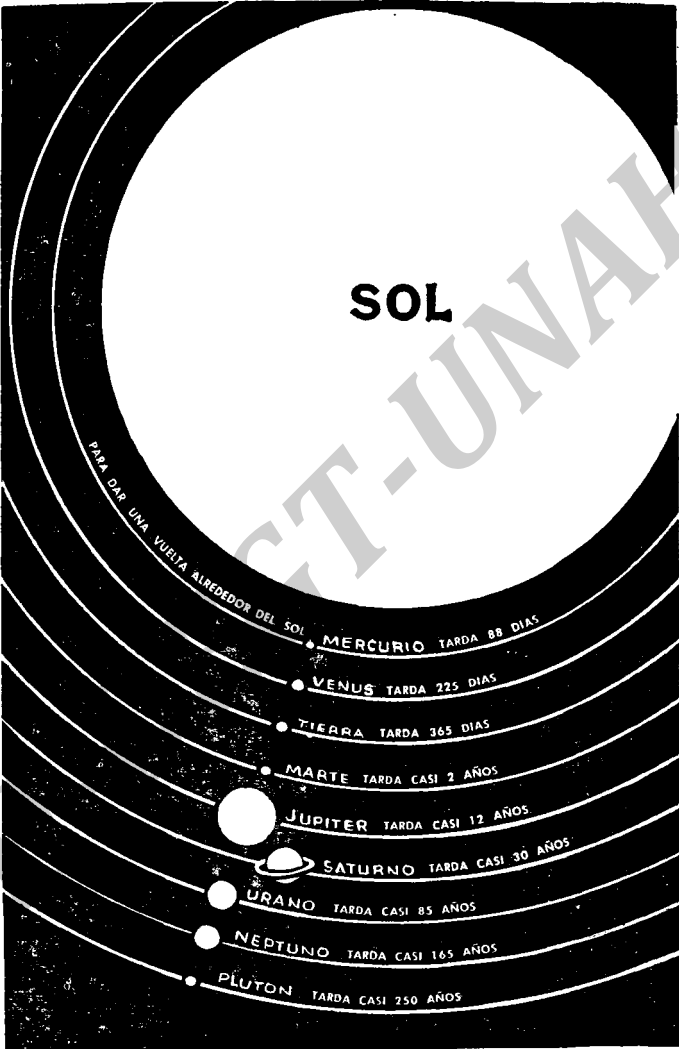 SOL
PARA DAR UNA VUELTA ALREDEDOR DEL SOL
MERCURIO TARDA 88 DIAS
VENUS TARDA 225 DIAS
TIERRA TARDA 365 DIAS
MARTE TARDA CASI 2 AÑOS
JUPITER TARDA CASI 12 AÑOS
SATURNO TARDA CASI 30 AÑOS
URANO TARDA CASI 85 AÑOS
NEPTUNO TARDA CASI 165 AÑOS
PLUTON TARDA CASI 250 AÑOS
GT-UNAH